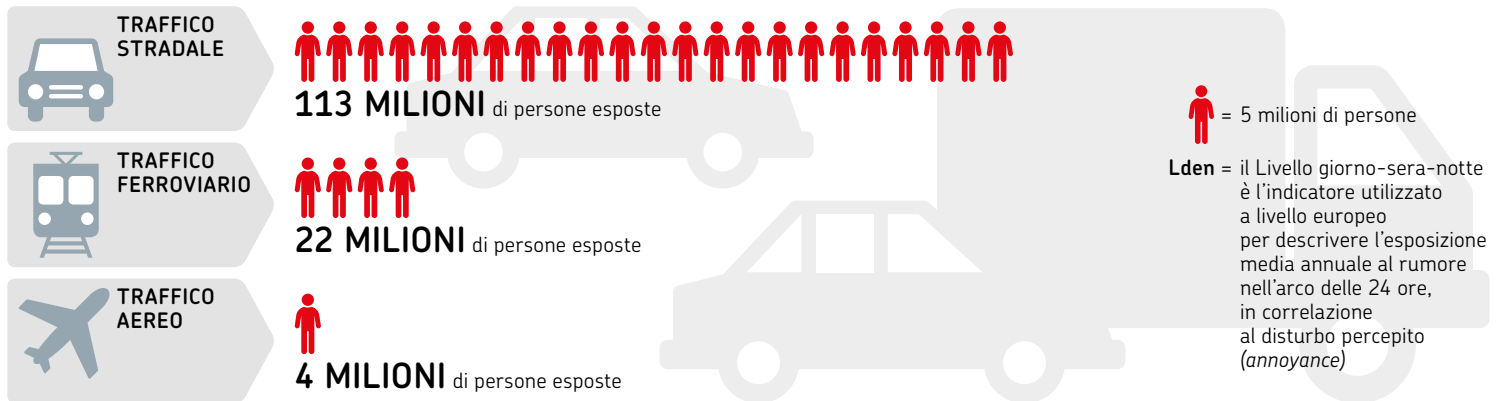 TRAFFICO
STRADALE
113 MILIONI di persone esposte
TRAFFICO
FERROVIARIO
22 MILIONI di persone esposte
TRAFFICO
AEREO
4 MILIONI di persone esposte
= 5 milioni di persone
Lden = il Livello giorno-sera-notte
è l'indicatore utilizzato
a livello europeo
per descrivere l'esposizione
media annuale al rumore
nell'arco delle 24 ore,
in correlazione
al disturbo percepito
(annoyance)